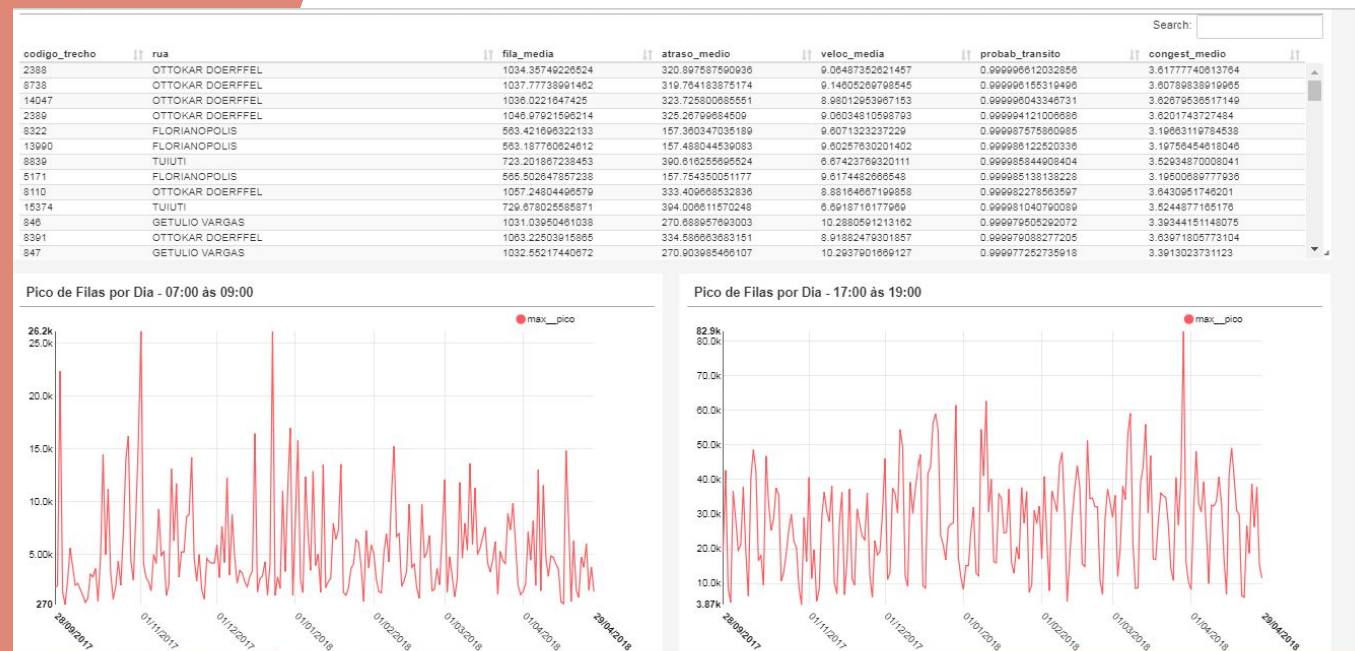 Search:
codigo_trecho rua fila_media atraso_medio veloc_media probab_transito congest_medio
2388 OTTOKAR DOERFFEL 1034.35749226524 320.897587590936 9.06487352621457 0.999996612032856 3.61777740613764
8738 OTTOKAR DOERFFEL 1037.77738991462 319.764183875174 9.14605269798545 0.999996155319496 3.60789838919965
14047 OTTOKAR DOERFFEL 1036.0221647425 323.725800685551 8.98012953967153 0.999996043346731 3.62679536517149
2389 OTTOKAR DOERFFEL 1046.97921596214 325.26799684509 9.06034810598793 0.999994121006686 3.6201743727484
8322 FLORIANOPOLIS 563.421696322133 157.360347035189 9.6071323237229 0.999987575860985 3.19663119784538
13990 FLORIANOPOLIS 563.187760624612 157.488044539083 9.60257630201402 0.999986122520336 3.19756454618046
8839 TUIUTI 723.201867238453 390.616255695524 6.67423769320111 0.999985844908404 3.52934870008041
5171 FLORIANOPOLIS 565.502647857238 157.754350051177 9.6174482666548 0.999985138138228 3.19500689777936
8110 OTTOKAR DOERFFEL 1057.24804496579 333.409668532836 8.88164667199858 0.999982278563597 3.6430951746201
15374 TUIUTI 729.678025585871 394.006611570248 6.6918716177969 0.999981040790089 3.5244877165176
846 GETULIO VARGAS 1031.03950461038 270.688957693003 10.2880591213162 0.999979505292072 3.39344151148075
8391 OTTOKAR DOERFFEL 1063.22503915865 334.586663683151 8.91882479301857 0.999979088277205 3.63971805773104
847 GETULIO VARGAS 1032.55217440672 270.903985466107 10.2937901669127 0.999977252735918 3.3913023731123
Pico de Filas por Dia - 07:00 às 09:00
max__pico
26.2k
25.0k
20.0k
15.0k
10.0k
5.00k
270
28/09/2017 01/11/2017 01/12/2017 01/01/2018 01/02/2018 01/03/2018 01/04/2018 29/04/2018
Pico de Filas por Dia - 17:00 às 19:00
max__pico
82.9k
80.0k
70.0k
60.0k
50.0k
40.0k
30.0k
20.0k
10.0k
3.87k
28/09/2017 01/11/2017 01/12/2017 01/01/2018 01/02/2018 01/03/2018 01/04/2018 29/04/2018